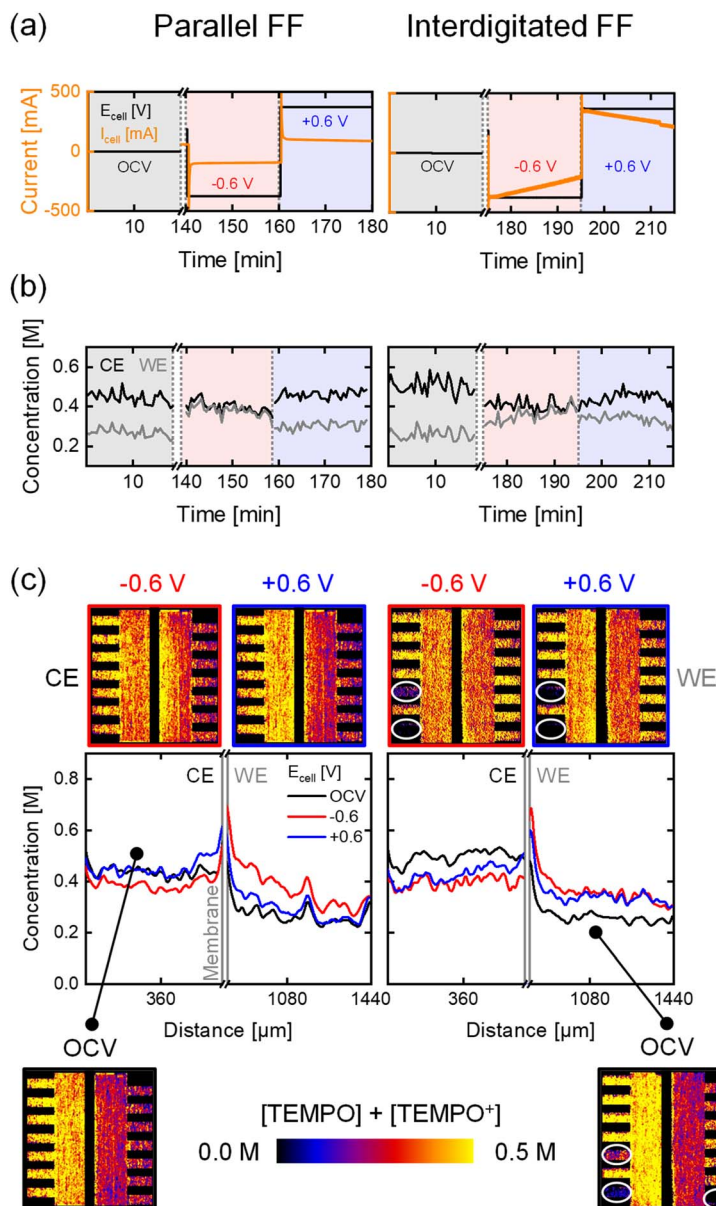 (a) Parallel FF Interdigitated FF
Current [mA]
500
0
-500
E_cell [V]
I_cell [mA]
OCV
-0.6 V
+0.6 V
10 140 150 160 170 180
Time [min]
OCV
-0.6 V
+0.6 V
10 180 190 200 210
Time [min]
(b)
Concentration [M]
0.6
0.4
0.2
CE WE
10 140 150 160 170 180
Time [min]
10 180 190 200 210
Time [min]
(c)
-0.6 V +0.6 V -0.6 V +0.6 V
CE WE
Concentration [M]
0.8
0.6
0.4
0.2
0.0
CE WE
E_cell [V]
OCV
-0.6
+0.6
Membrane
360 1080 1440
Distance [µm]
CE WE
360 1080 1440
Distance [µm]
OCV OCV
[TEMPO] + [TEMPO⁺]
0.0 M 0.5 M